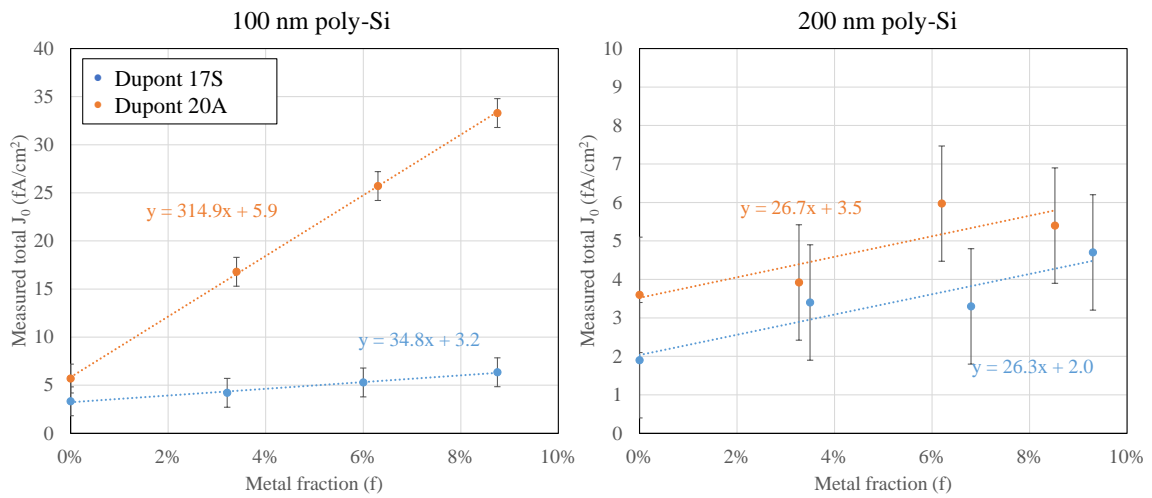 100 nm poly-Si
40
35
30
25
20
15
10
5
0
Measured total J₀ (fA/cm²)
Dupont 17S
Dupont 20A
y = 314.9x + 5.9
y = 34.8x + 3.2
0% 2% 4% 6% 8% 10%
Metal fraction (f)
200 nm poly-Si
10
9
8
7
6
5
4
3
2
1
0
Measured total J₀ (fA/cm²)
y = 26.7x + 3.5
y = 26.3x + 2.0
0% 2% 4% 6% 8% 10%
Metal fraction (f)